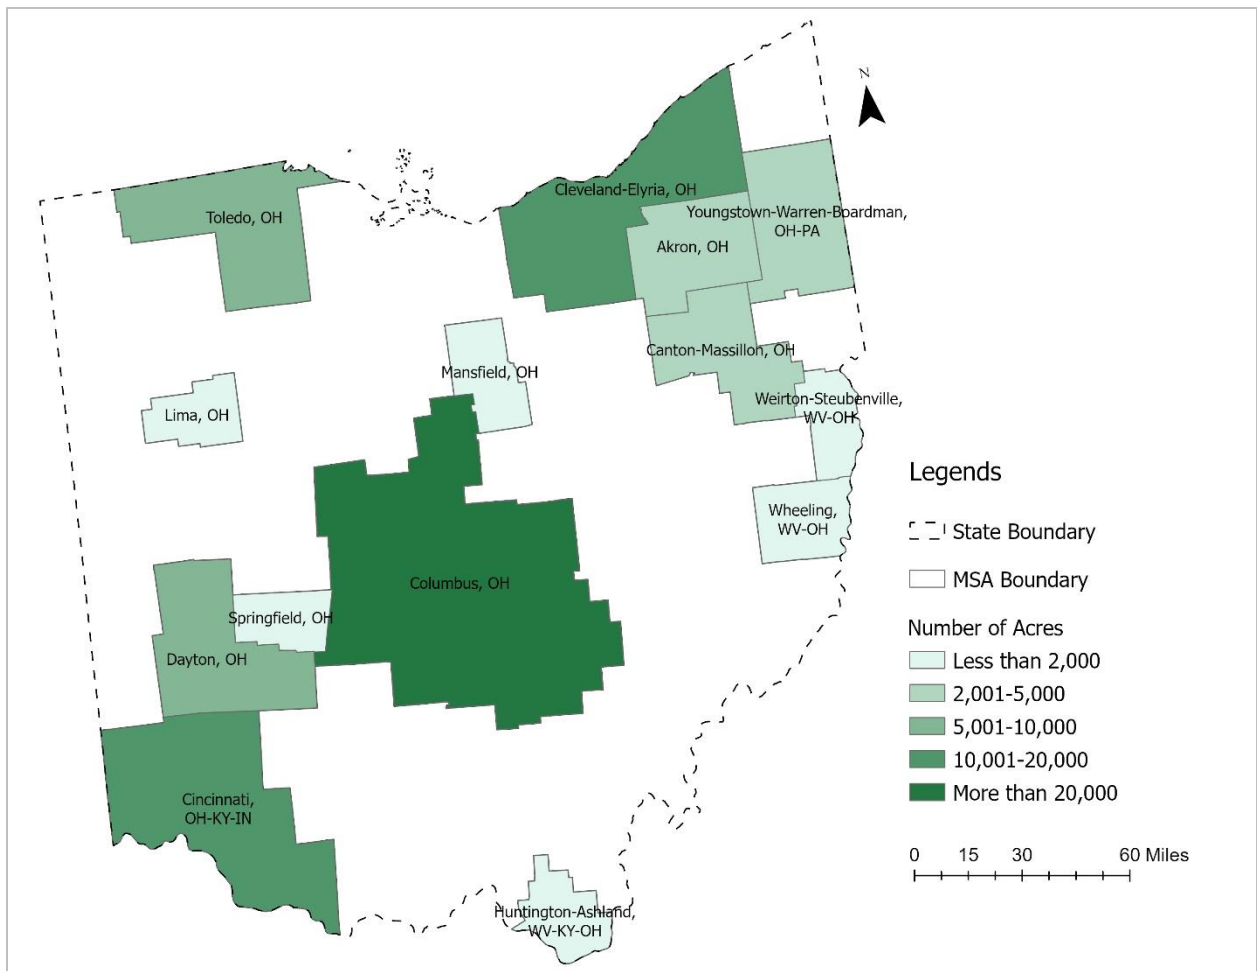 N
Cleveland-Elyria, OH
Toledo, OH
Youngstown-Warren-Boardman,
OH-PA
Akron, OH
Canton-Massillon, OH
Mansfield, OH
Lima, OH
Weirton-Steubenville,
WV-OH
Wheeling,
WV-OH
Columbus, OH
Springfield, OH
Dayton, OH
Cincinnati,
OH-KY-IN
Huntington-Ashland,
WV-KY-OH
Legends
State Boundary
MSA Boundary
Number of Acres
Less than 2,000
2,001-5,000
5,001-10,000
10,001-20,000
More than 20,000
0 15 30 60 Miles